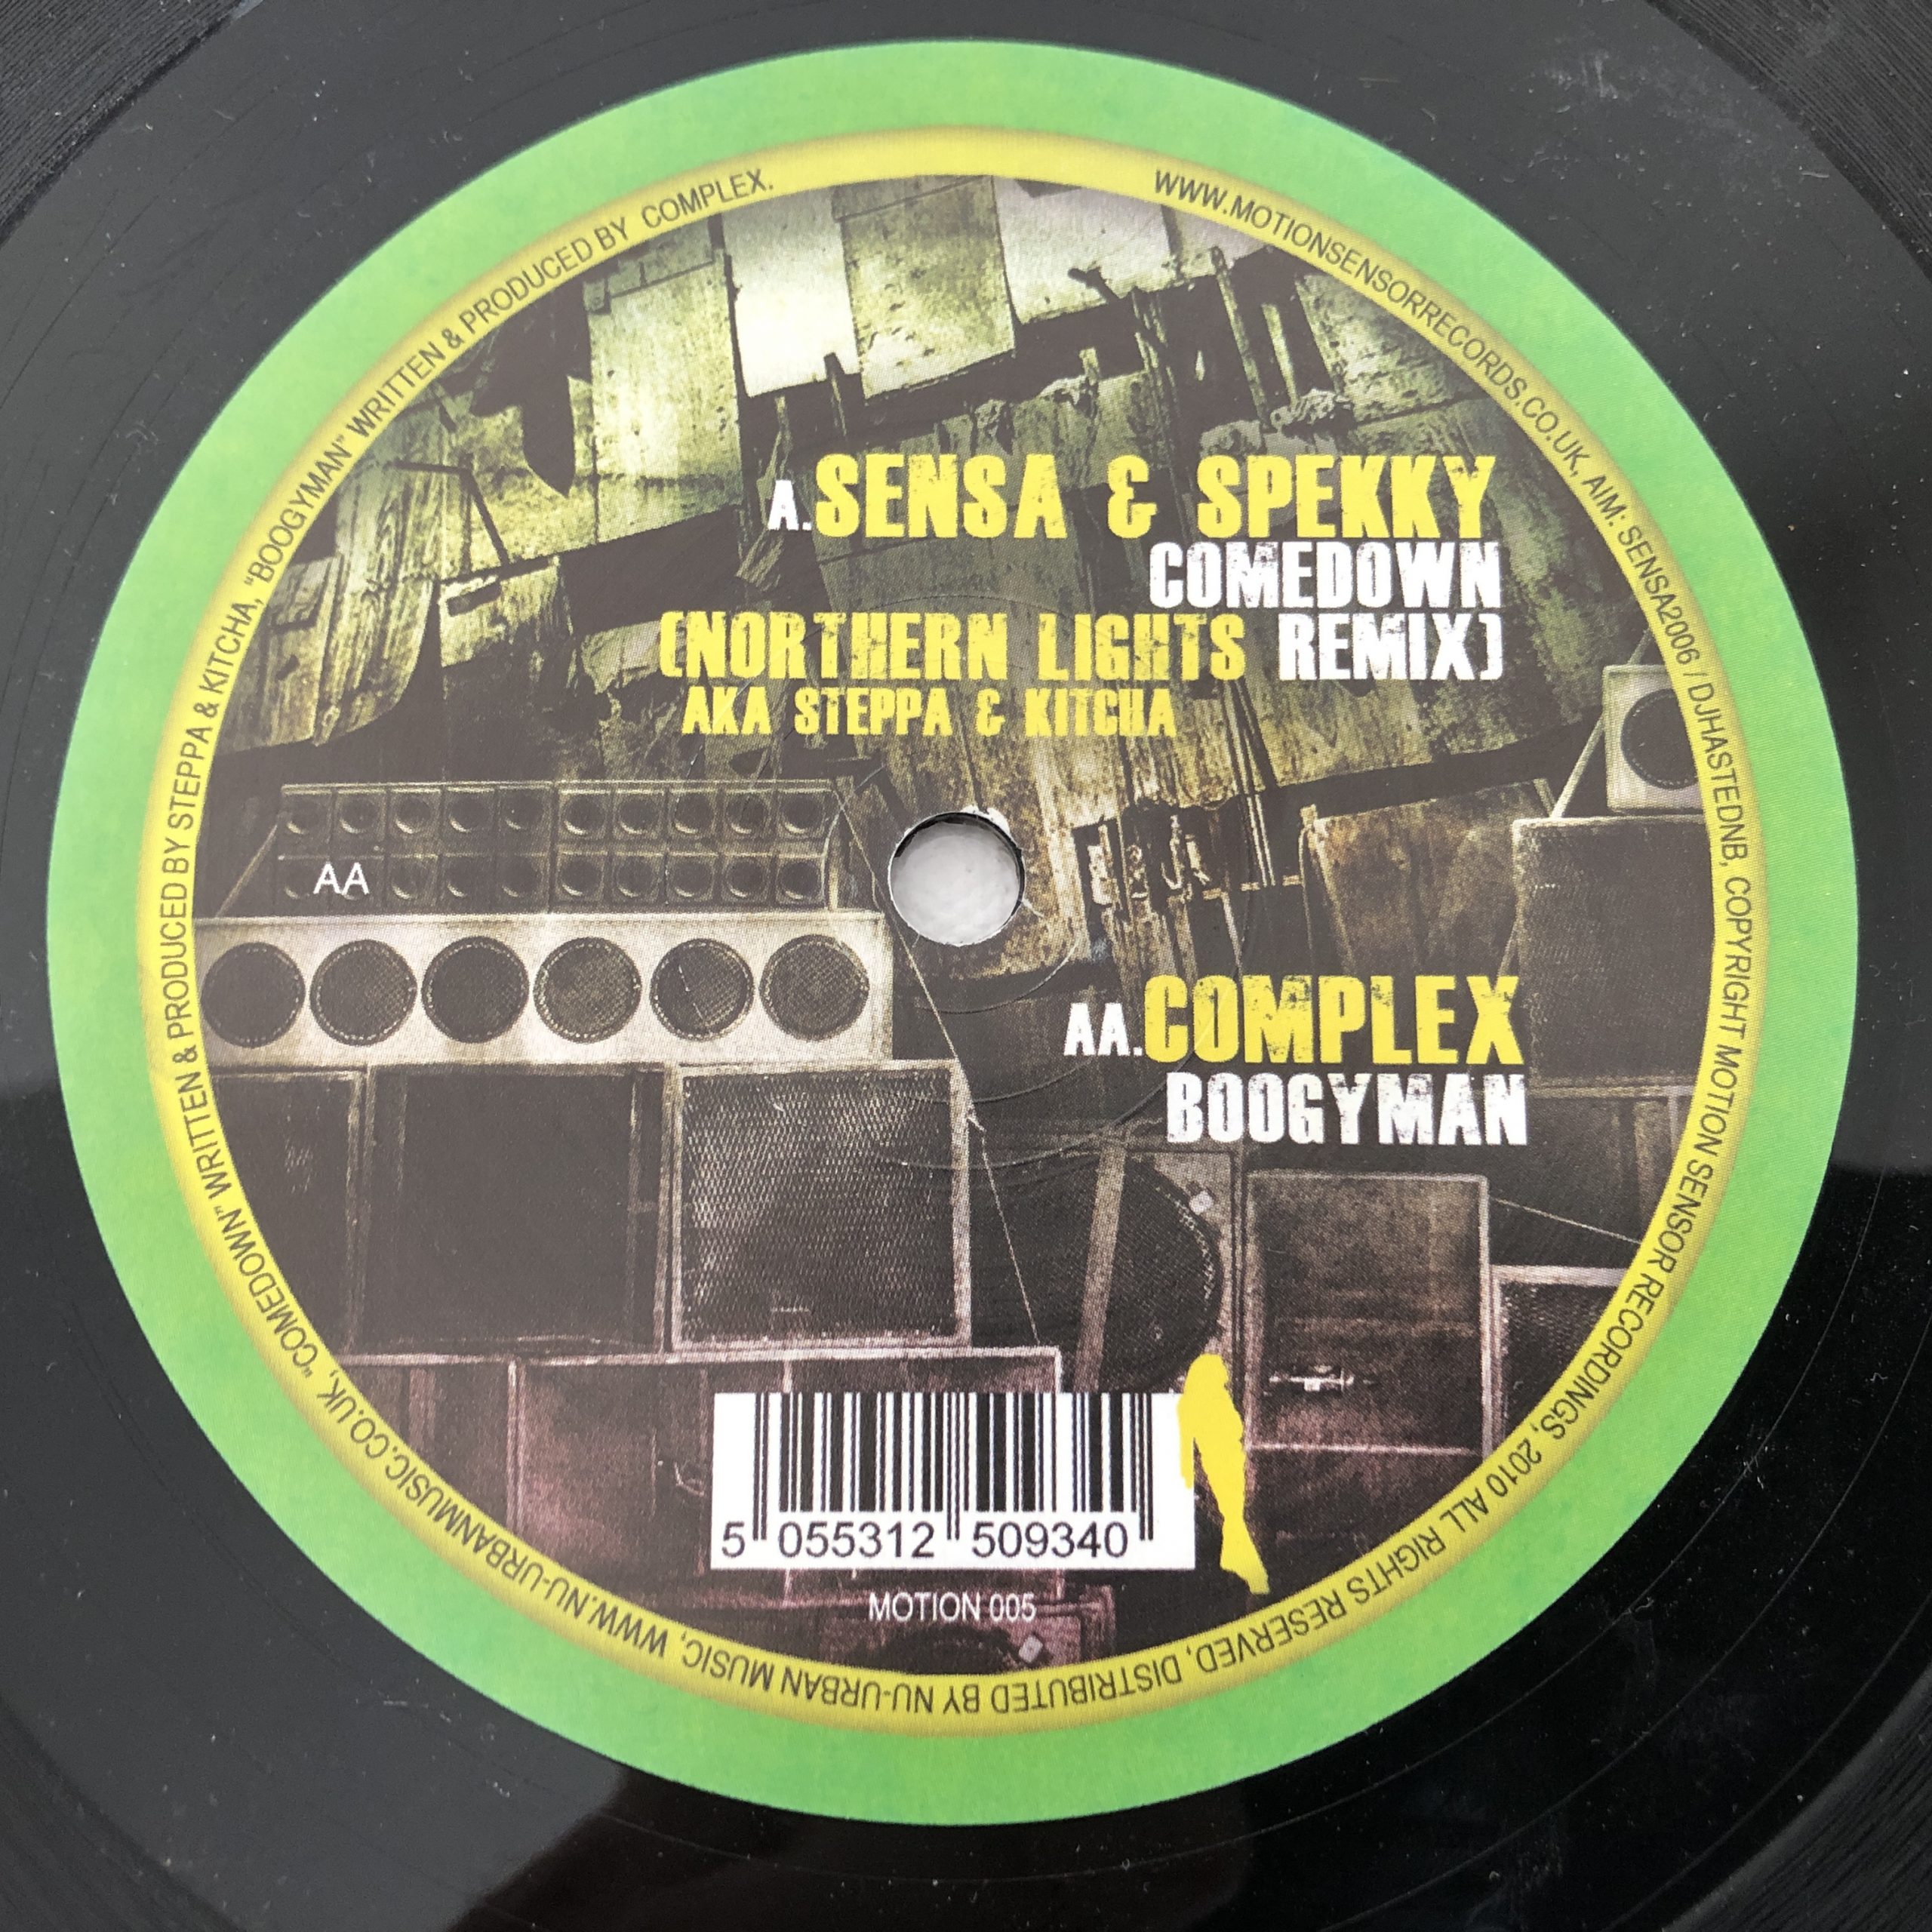 A. SENSA & SPEKKY
COMEDOWN
(NORTHERN LIGHTS REMIX)
AKA STEPPA & KITCHA
AA
AA. COMPLEX
BOOGYMAN
5 055312 509340
MOTION 005
WWW.MOTIONSENSORRECORDS.CO.UK, AIM: SENSA2006 / DJHASTEDNB, COPYRIGHT MOTION SENSOR RECORDINGS, 2010 ALL RIGHTS RESERVED, DISTRIBUTED BY NU-URBAN MUSIC, WWW.NU-URBANMUSIC.CO.UK, "COMEDOWN" WRITTEN & PRODUCED BY STEPPA & KITCHA, "BOOGYMAN" WRITTEN & PRODUCED BY COMPLEX.